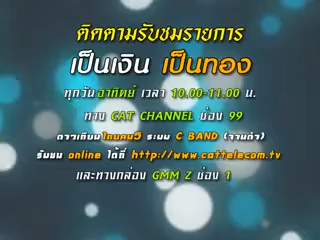 ติดตามรับชมรายการ
เป็นเงิน เป็นทอง
ทุกวันอาทิตย์ เวลา 10.00-11.00 น.
ทาง CAT CHANNEL ช่อง 99
ดาวเทียมไทยคม5 ระบบ C BAND (จานดำ)
รับชม online ได้ที่ http://www.cattelecom.tv
และทางกล่อง GMM Z ช่อง 1